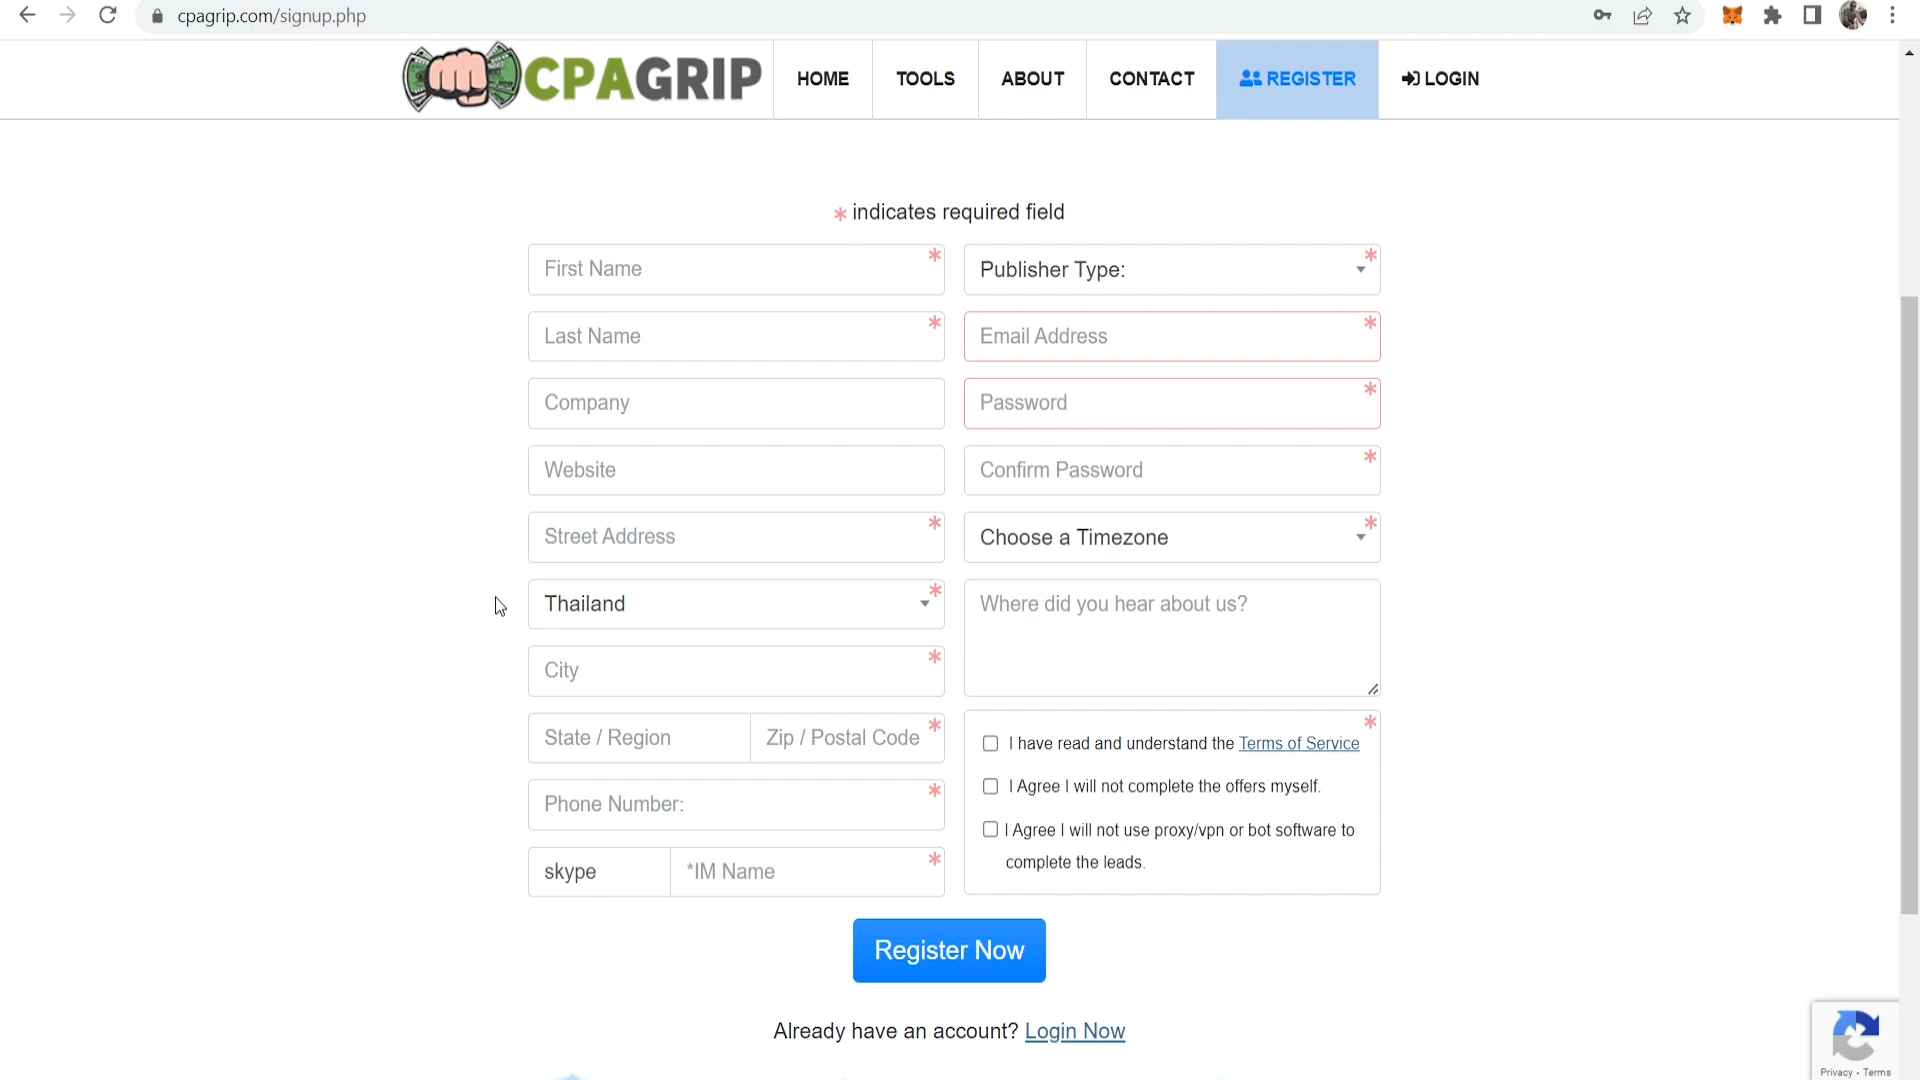 cpagrip.com/signup.php
CPAGRIP
HOME
TOOLS
ABOUT
CONTACT
REGISTER
LOGIN
* indicates required field
First Name *
Last Name *
Company
Website
Street Address *
Thailand *
City *
State / Region
Zip / Postal Code *
Phone Number: *
skype
*IM Name *
Publisher Type: *
Email Address *
Password *
Confirm Password *
Choose a Timezone *
Where did you hear about us?
*
I have read and understand the Terms of Service
I Agree I will not complete the offers myself.
I Agree I will not use proxy/vpn or bot software to
complete the leads.
Register Now
Already have an account? Login Now
Privacy - Terms